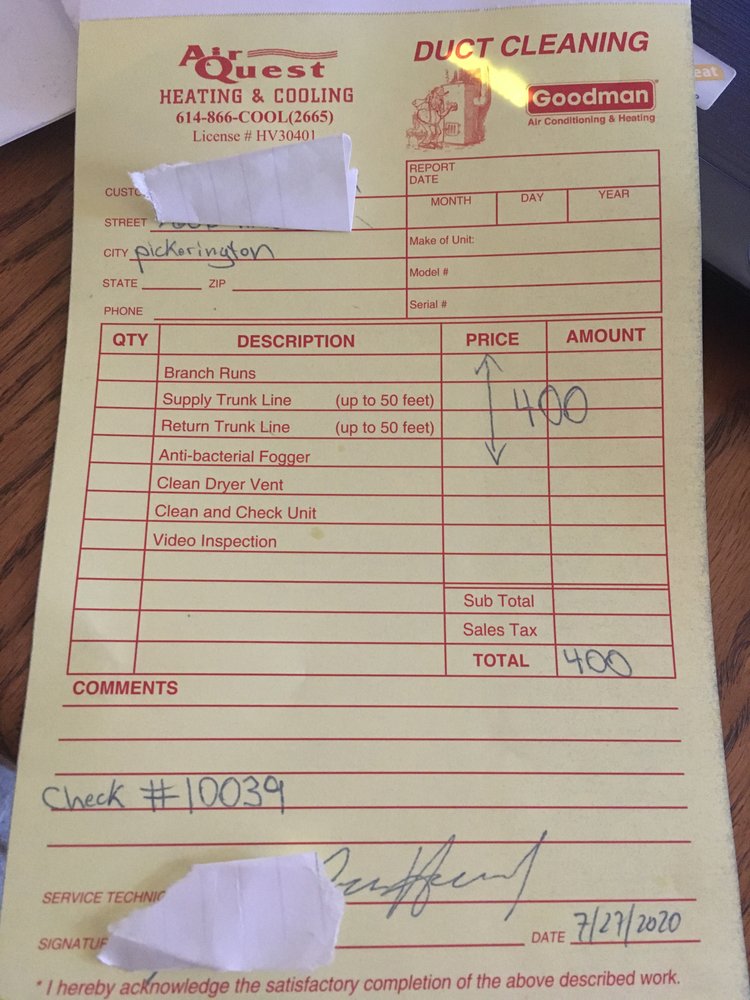 Air Quest
HEATING & COOLING
614-866-COOL(2665)
License # HV30401
DUCT CLEANING
Goodman
Air Conditioning & Heating
eat
REPORT DATE
MONTH DAY YEAR
STREET
CITY pickerington
Make of Unit:
STATE ZIP
Model #
PHONE
Serial #
QTY DESCRIPTION PRICE AMOUNT
Branch Runs
Supply Trunk Line (up to 50 feet) 400
Return Trunk Line (up to 50 feet)
Anti-bacterial Fogger
Clean Dryer Vent
Clean and Check Unit
Video Inspection
Sub Total
Sales Tax
TOTAL 400
COMMENTS
Check #10039
SERVICE
DATE 7/27/2020
* I hereby acknowledge the satisfactory completion of the above described work.